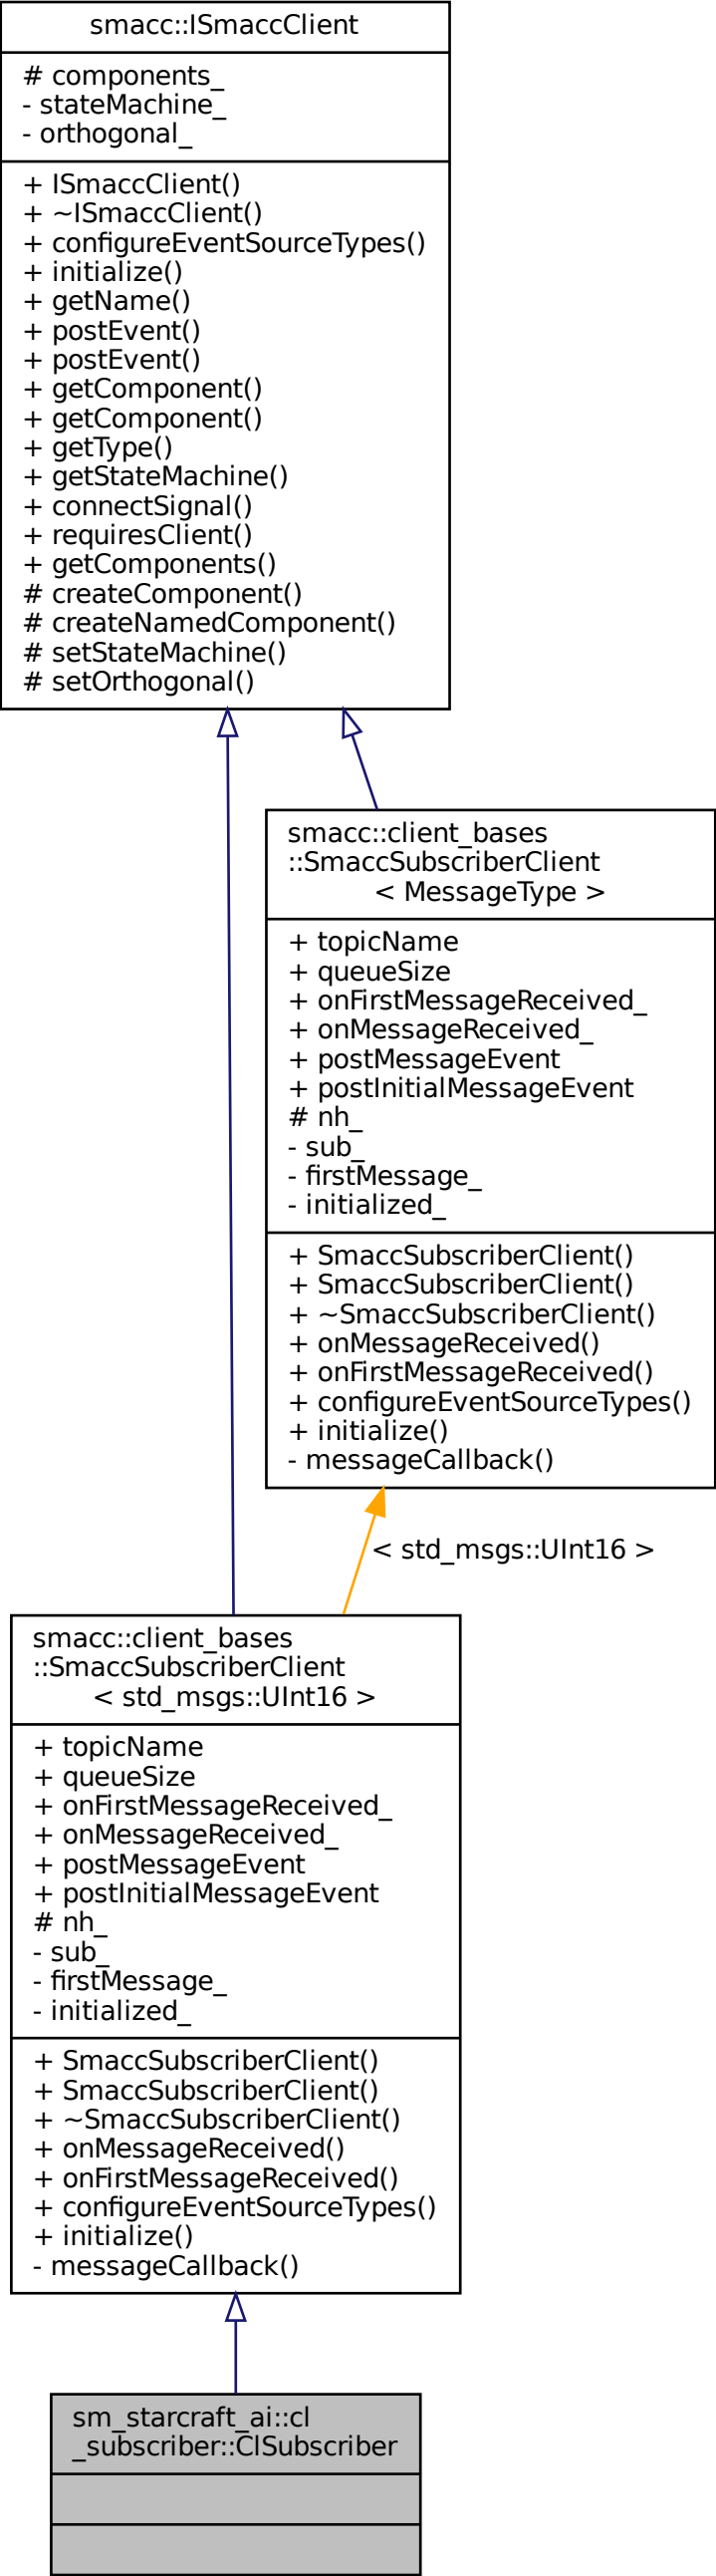 smacc::ISmaccClient
# components_
- stateMachine_
- orthogonal_
+ ISmaccClient()
+ ~ISmaccClient()
+ configureEventSourceTypes()
+ initialize()
+ getName()
+ postEvent()
+ postEvent()
+ getComponent()
+ getComponent()
+ getType()
+ getStateMachine()
+ connectSignal()
+ requiresClient()
+ getComponents()
# createComponent()
# createNamedComponent()
# setStateMachine()
# setOrthogonal()
smacc::client_bases
::SmaccSubscriberClient
< MessageType >
+ topicName
+ queueSize
+ onFirstMessageReceived_
+ onMessageReceived_
+ postMessageEvent
+ postInitialMessageEvent
# nh_
- sub_
- firstMessage_
- initialized_
+ SmaccSubscriberClient()
+ SmaccSubscriberClient()
+ ~SmaccSubscriberClient()
+ onMessageReceived()
+ onFirstMessageReceived()
+ configureEventSourceTypes()
+ initialize()
- messageCallback()
< std_msgs::UInt16 >
smacc::client_bases
::SmaccSubscriberClient
< std_msgs::UInt16 >
+ topicName
+ queueSize
+ onFirstMessageReceived_
+ onMessageReceived_
+ postMessageEvent
+ postInitialMessageEvent
# nh_
- sub_
- firstMessage_
- initialized_
+ SmaccSubscriberClient()
+ SmaccSubscriberClient()
+ ~SmaccSubscriberClient()
+ onMessageReceived()
+ onFirstMessageReceived()
+ configureEventSourceTypes()
+ initialize()
- messageCallback()
sm_starcraft_ai::cl
_subscriber::ClSubscriber